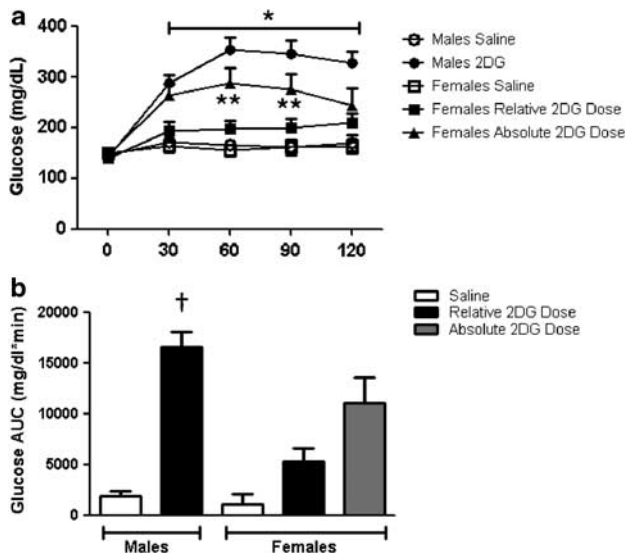 a
*
400
300
200
100
0
Glucose (mg/dL)
**
**
0
30
60
90
120
Males Saline
Males 2DG
Females Saline
Females Relative 2DG Dose
Females Absolute 2DG Dose
b
20000
15000
10000
5000
0
Glucose AUC (mg/dl*min)
†
Saline
Relative 2DG Dose
Absolute 2DG Dose
Males
Females